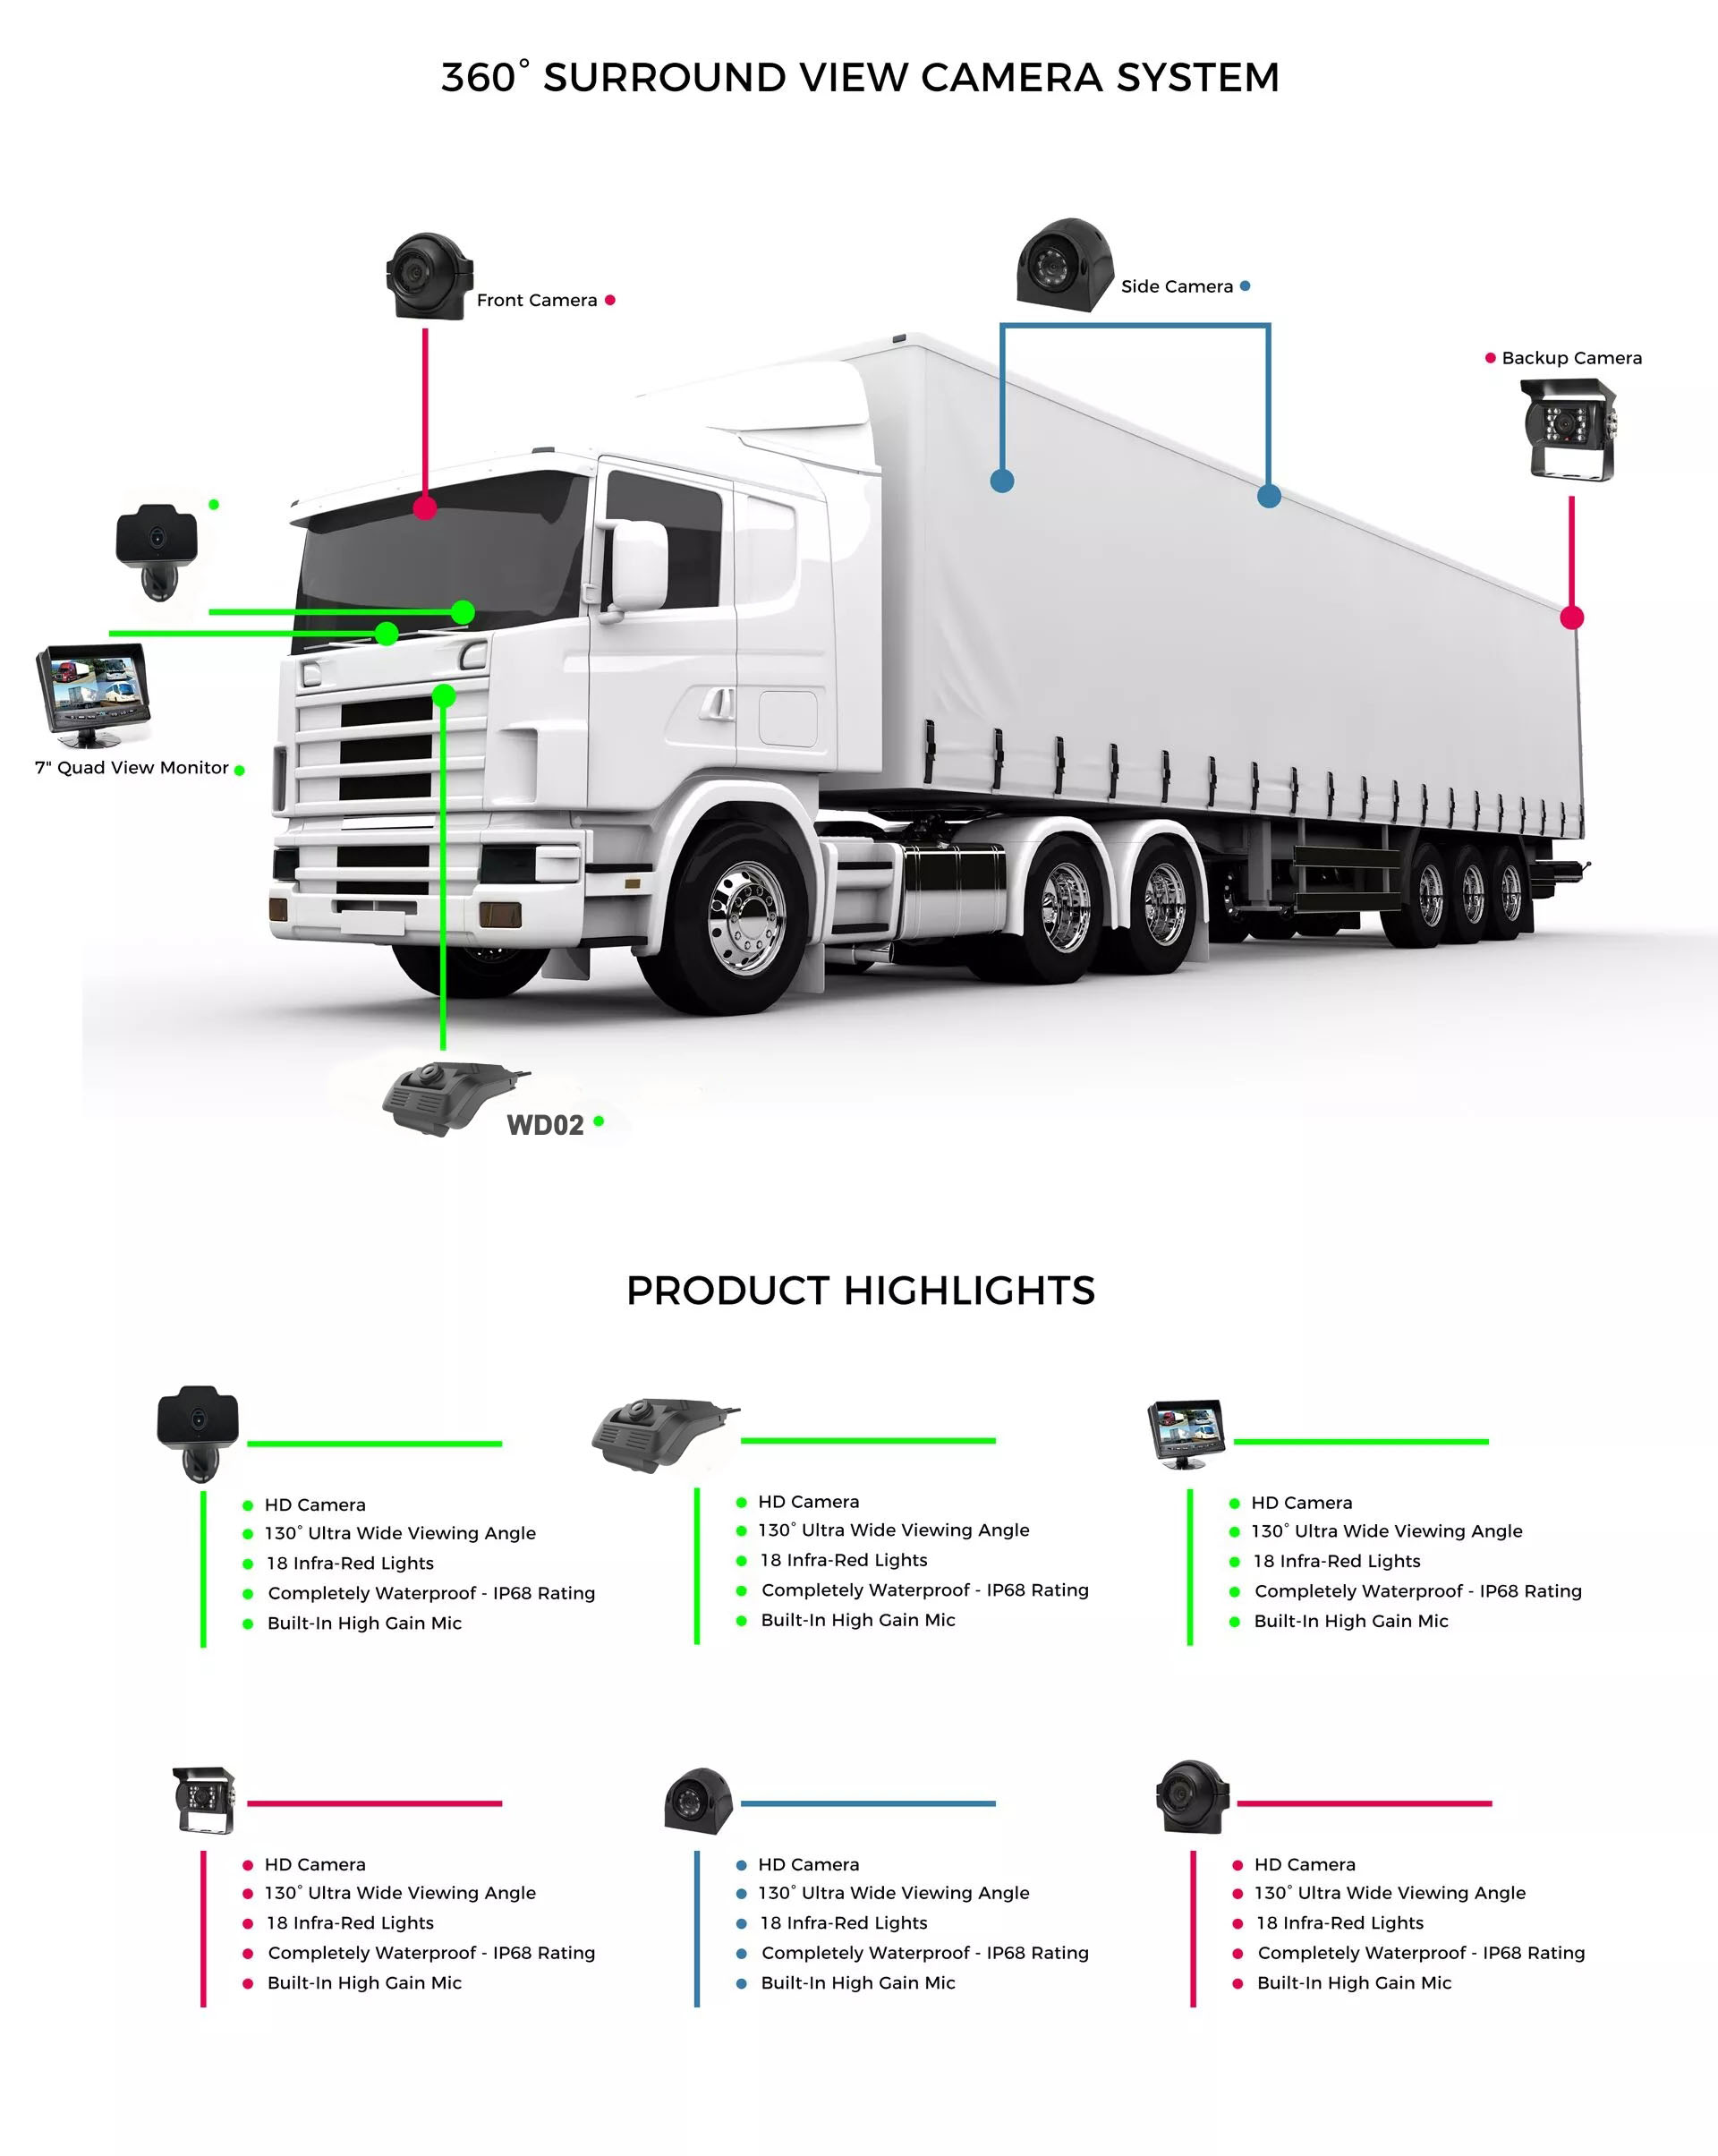 360° SURROUND VIEW CAMERA SYSTEM
Front Camera
Side Camera
Backup Camera
7" Quad View Monitor
WD02
PRODUCT HIGHLIGHTS
HD Camera
130° Ultra Wide Viewing Angle
18 Infra-Red Lights
Completely Waterproof - IP68 Rating
Built-In High Gain Mic
HD Camera
130° Ultra Wide Viewing Angle
18 Infra-Red Lights
Completely Waterproof - IP68 Rating
Built-In High Gain Mic
HD Camera
130° Ultra Wide Viewing Angle
18 Infra-Red Lights
Completely Waterproof - IP68 Rating
Built-In High Gain Mic
HD Camera
130° Ultra Wide Viewing Angle
18 Infra-Red Lights
Completely Waterproof - IP68 Rating
Built-In High Gain Mic
HD Camera
130° Ultra Wide Viewing Angle
18 Infra-Red Lights
Completely Waterproof - IP68 Rating
Built-In High Gain Mic
HD Camera
130° Ultra Wide Viewing Angle
18 Infra-Red Lights
Completely Waterproof - IP68 Rating
Built-In High Gain Mic